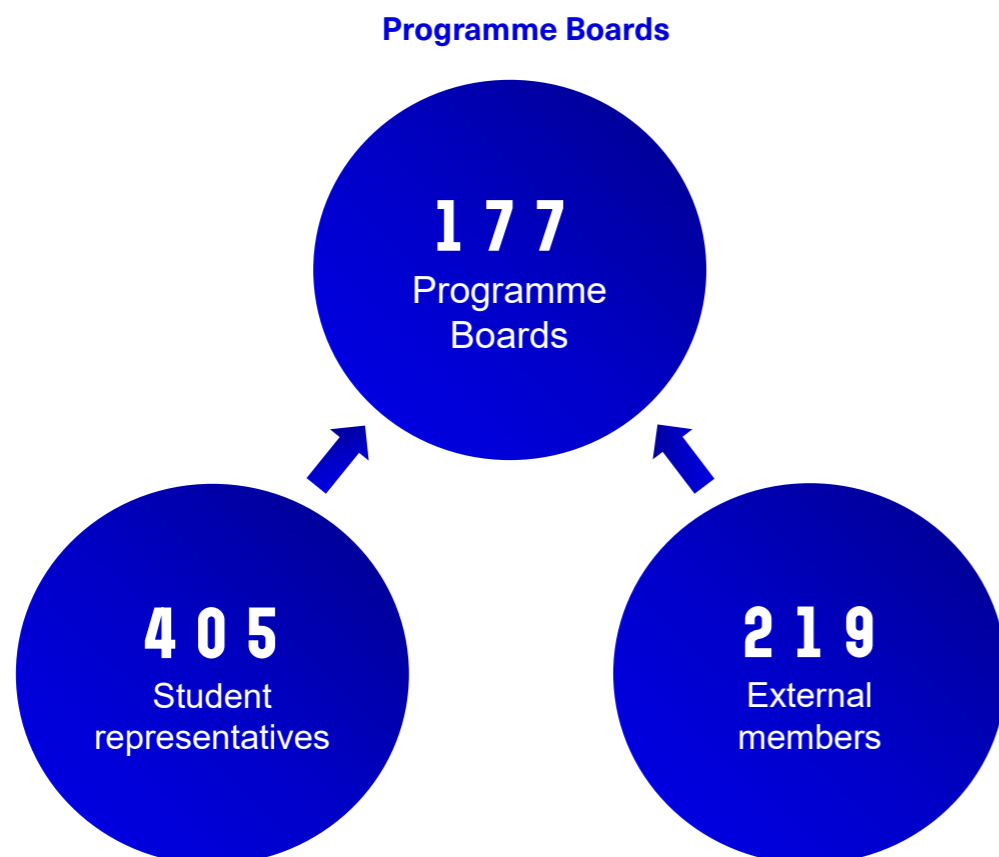 Programme Boards
177
Programme
Boards
405
Student
representatives
219
External
members